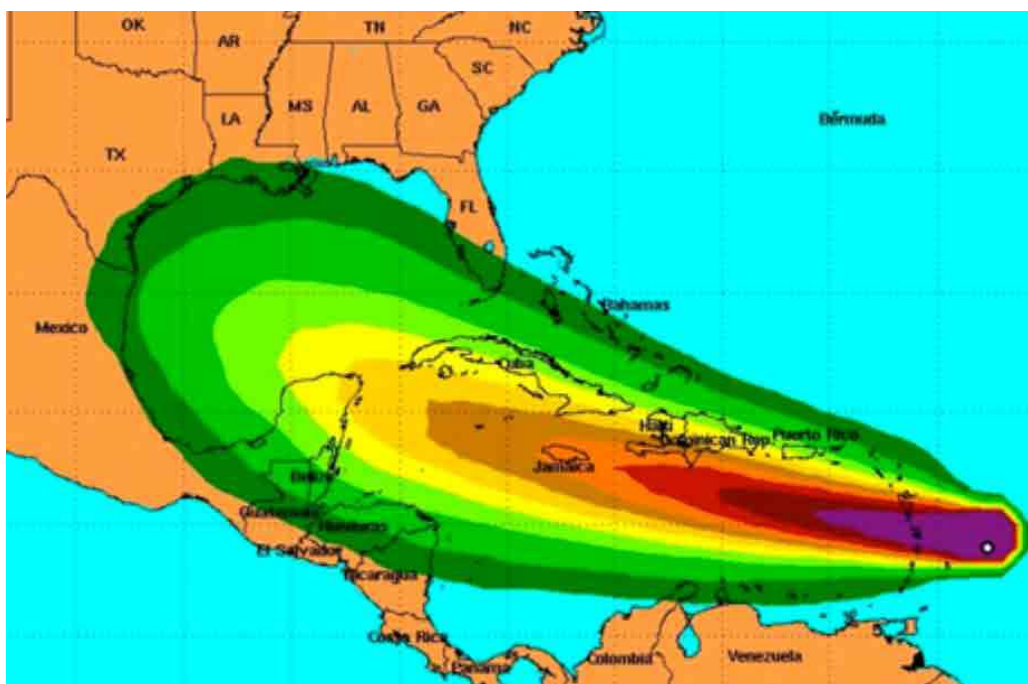 OK
TN
NC
AR
SC
MS
AL
GA
LA
Bermuda
TX
FL
Bahamas
Mexico
Cuba
Haiti
Dominican Rep.
Puerto Rico
Jamaica
Belize
Guatemala
Honduras
El Salvador
Nicaragua
Costa Rica
Panama
Colombia
Venezuela